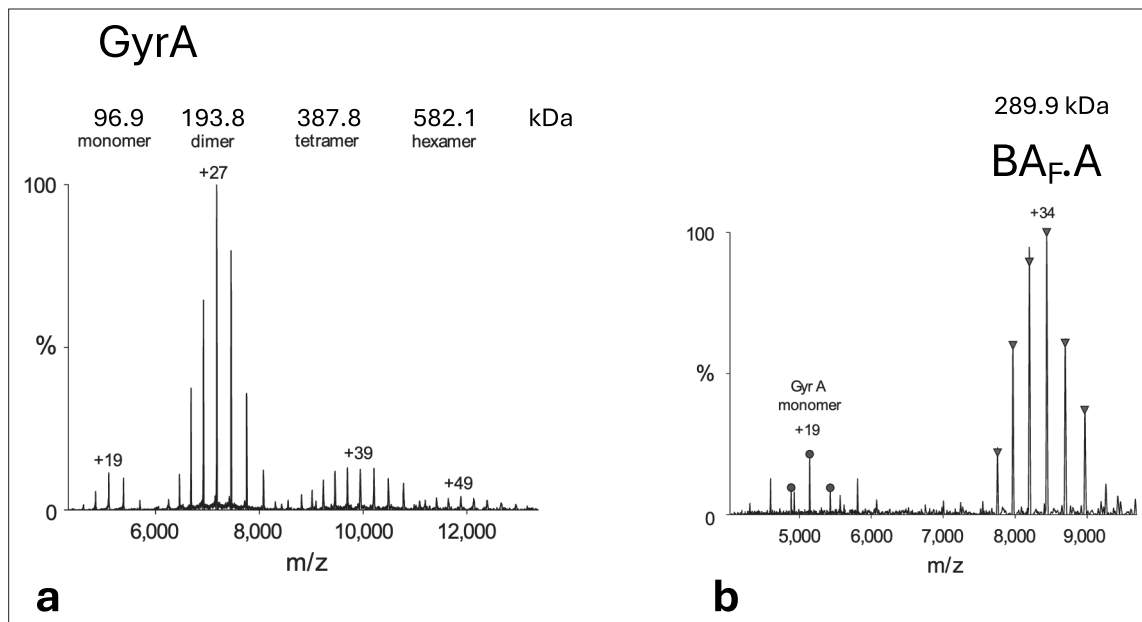 GyrA
96.9 193.8 387.8 582.1 kDa
monomer dimer tetramer hexamer
+27
100
%
+19
+39
+49
0
6,000 8,000 10,000 12,000
m/z
a
289.9 kDa
BAF.A
+34
100
%
Gyr A
monomer
+19
0
5,000 6,000 7,000 8,000 9,000
m/z
b